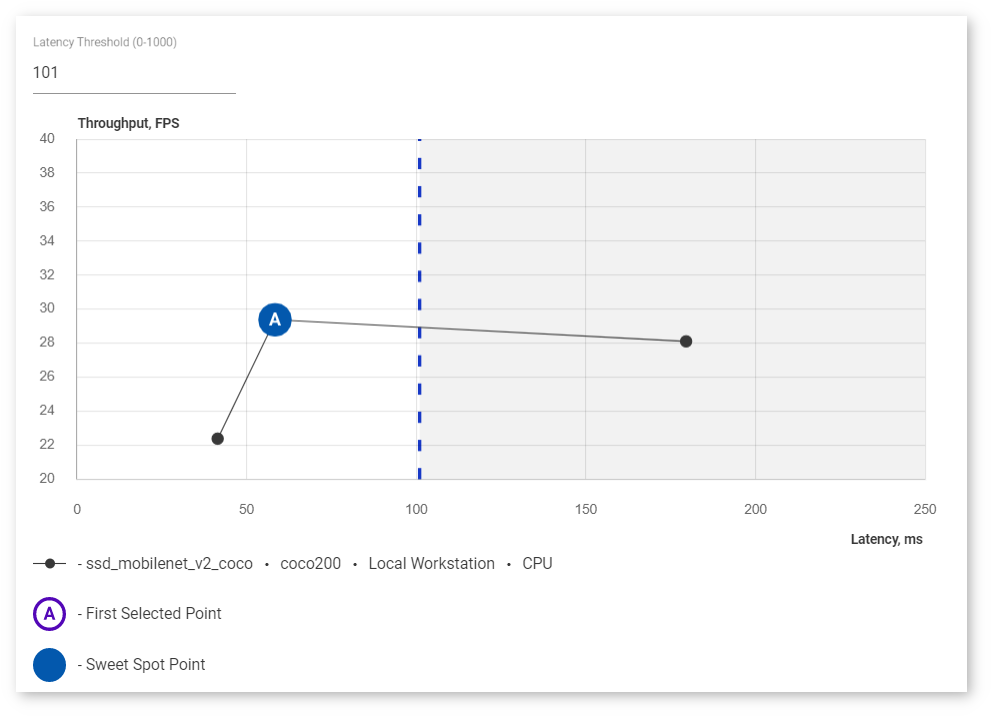 Latency Threshold (0-1000)
101
Throughput, FPS
40
38
36
34
32
30
28
26
24
22
20
A
0 50 100 150 200 250
Latency, ms
- ssd_mobilenet_v2_coco • coco200 • Local Workstation • CPU
A - First Selected Point
- Sweet Spot Point